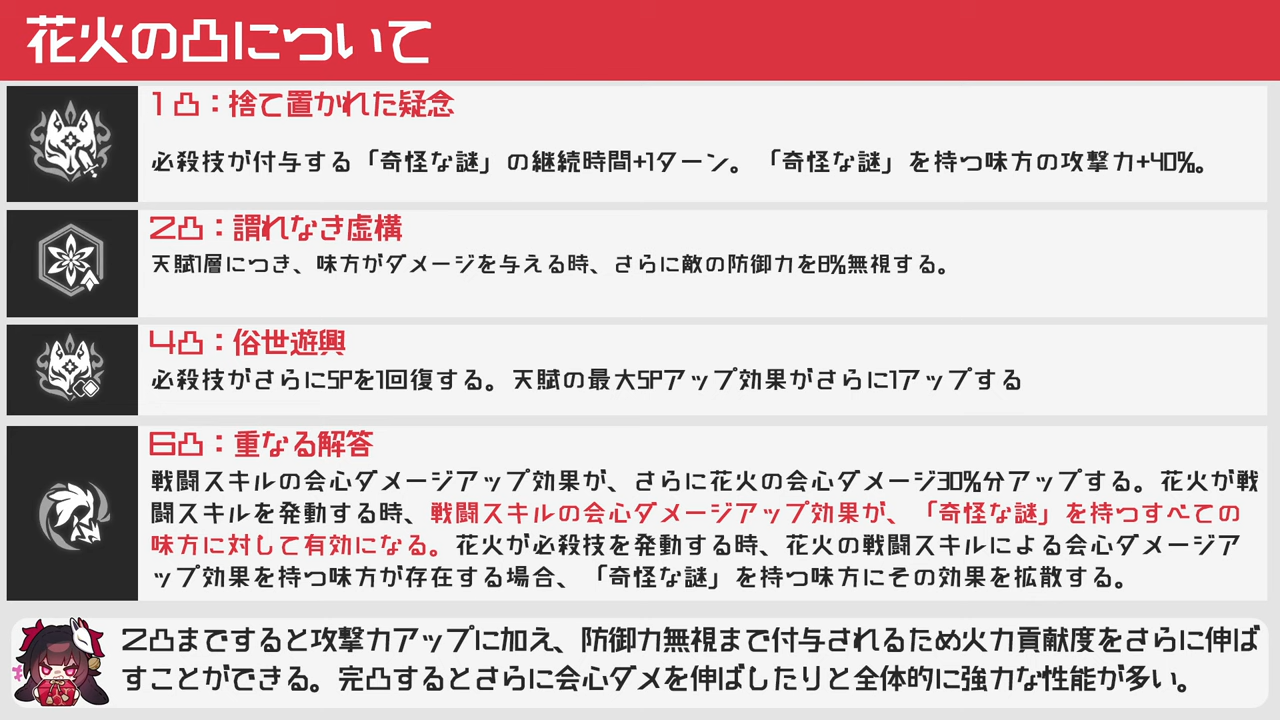 花火の凸について
1凸：捨て置かれた疑念
必殺技が付与する「奇怪な謎」の継続時間+1ターン。「奇怪な謎」を持つ味方の攻撃力+40%。
2凸：謂れなき虚構
天賦1層につき、味方がダメージを与える時、さらに敵の防御力を8%無視する。
4凸：俗世遊興
必殺技がさらにSPを1回復する。天賦の最大SPアップ効果がさらに1アップする
6凸：重なる解答
戦闘スキルの会心ダメージアップ効果が、さらに花火の会心ダメージ30%分アップする。花火が戦
闘スキルを発動する時、戦闘スキルの会心ダメージアップ効果が、「奇怪な謎」を持つすべての
味方に対して有効になる。花火が必殺技を発動する時、花火の戦闘スキルによる会心ダメージア
ップ効果を持つ味方が存在する場合、「奇怪な謎」を持つ味方にその効果を拡散する。
2凸まですると攻撃力アップに加え、防御力無視まで付与されるため火力貢献度をさらに伸ば
すことができる。完凸するとさらに会心ダメを伸ばしたりと全体的に強力な性能が多い。